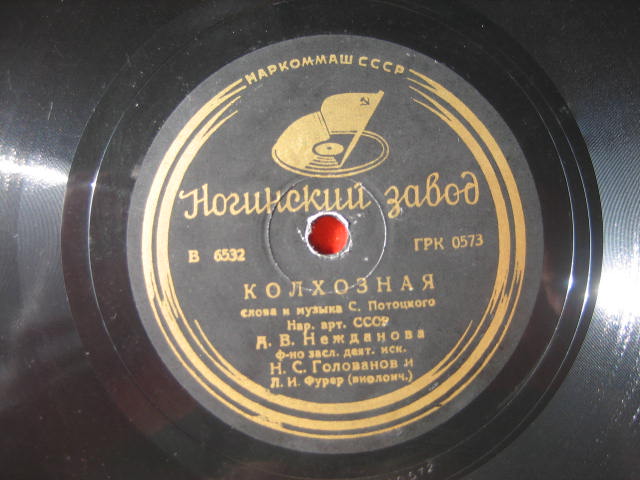 НАРКОММАШ СССР
Ногинский завод
В 6532
ГРК 0573
КОЛХОЗНАЯ
слова и музыка С. Потоцкого
Нар. арт. СССР
А. В. Нежданова
ф-но засл. деят. иск.
Н. С. Голованов и
Л. И. Фурер (виолонч.)